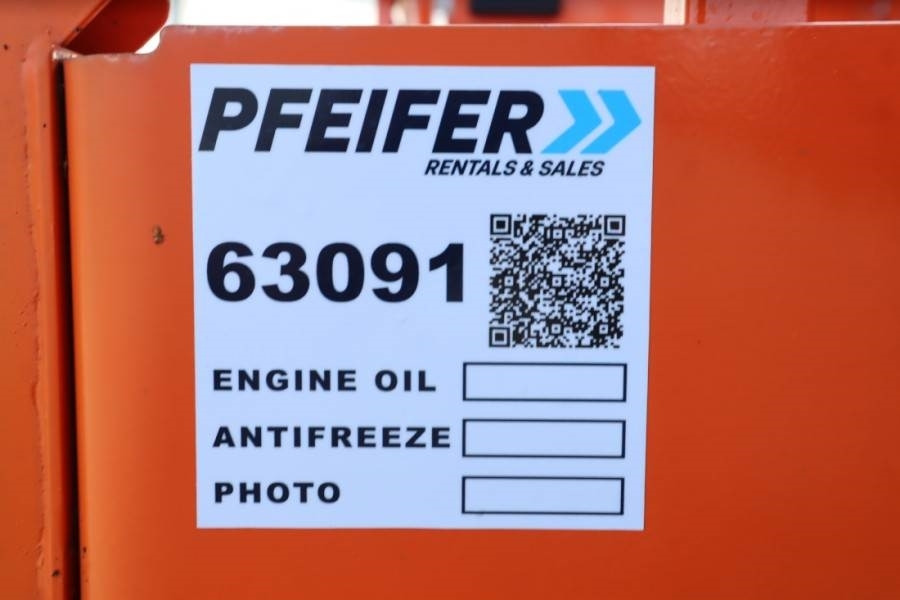 PFEIFER
RENTALS & SALES
63091
ENGINE OIL
ANTIFREEZE
PHOTO